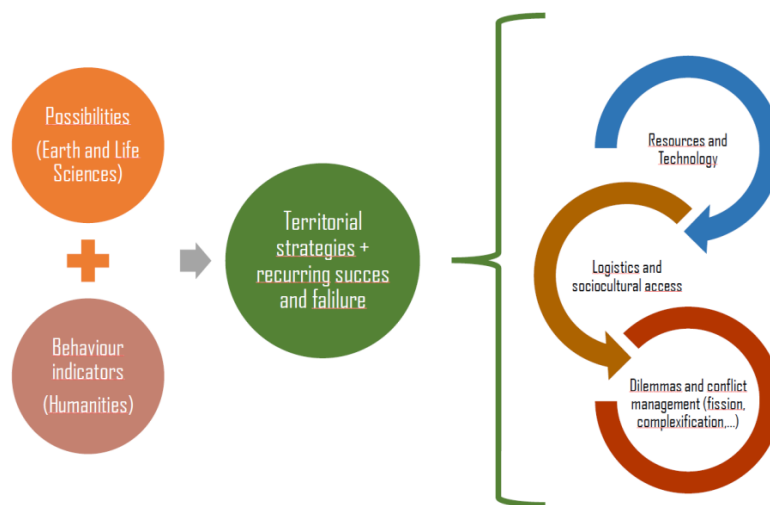 Possibilities
(Earth and Life
Sciences)
Behaviour
indicators
(Humanities)
Territorial
strategies +
recurring succes
and falilure
Resources and
Technology
Logistics and
sociocultural access
Dilemmas and conflict
management (fission,
complexification,...)